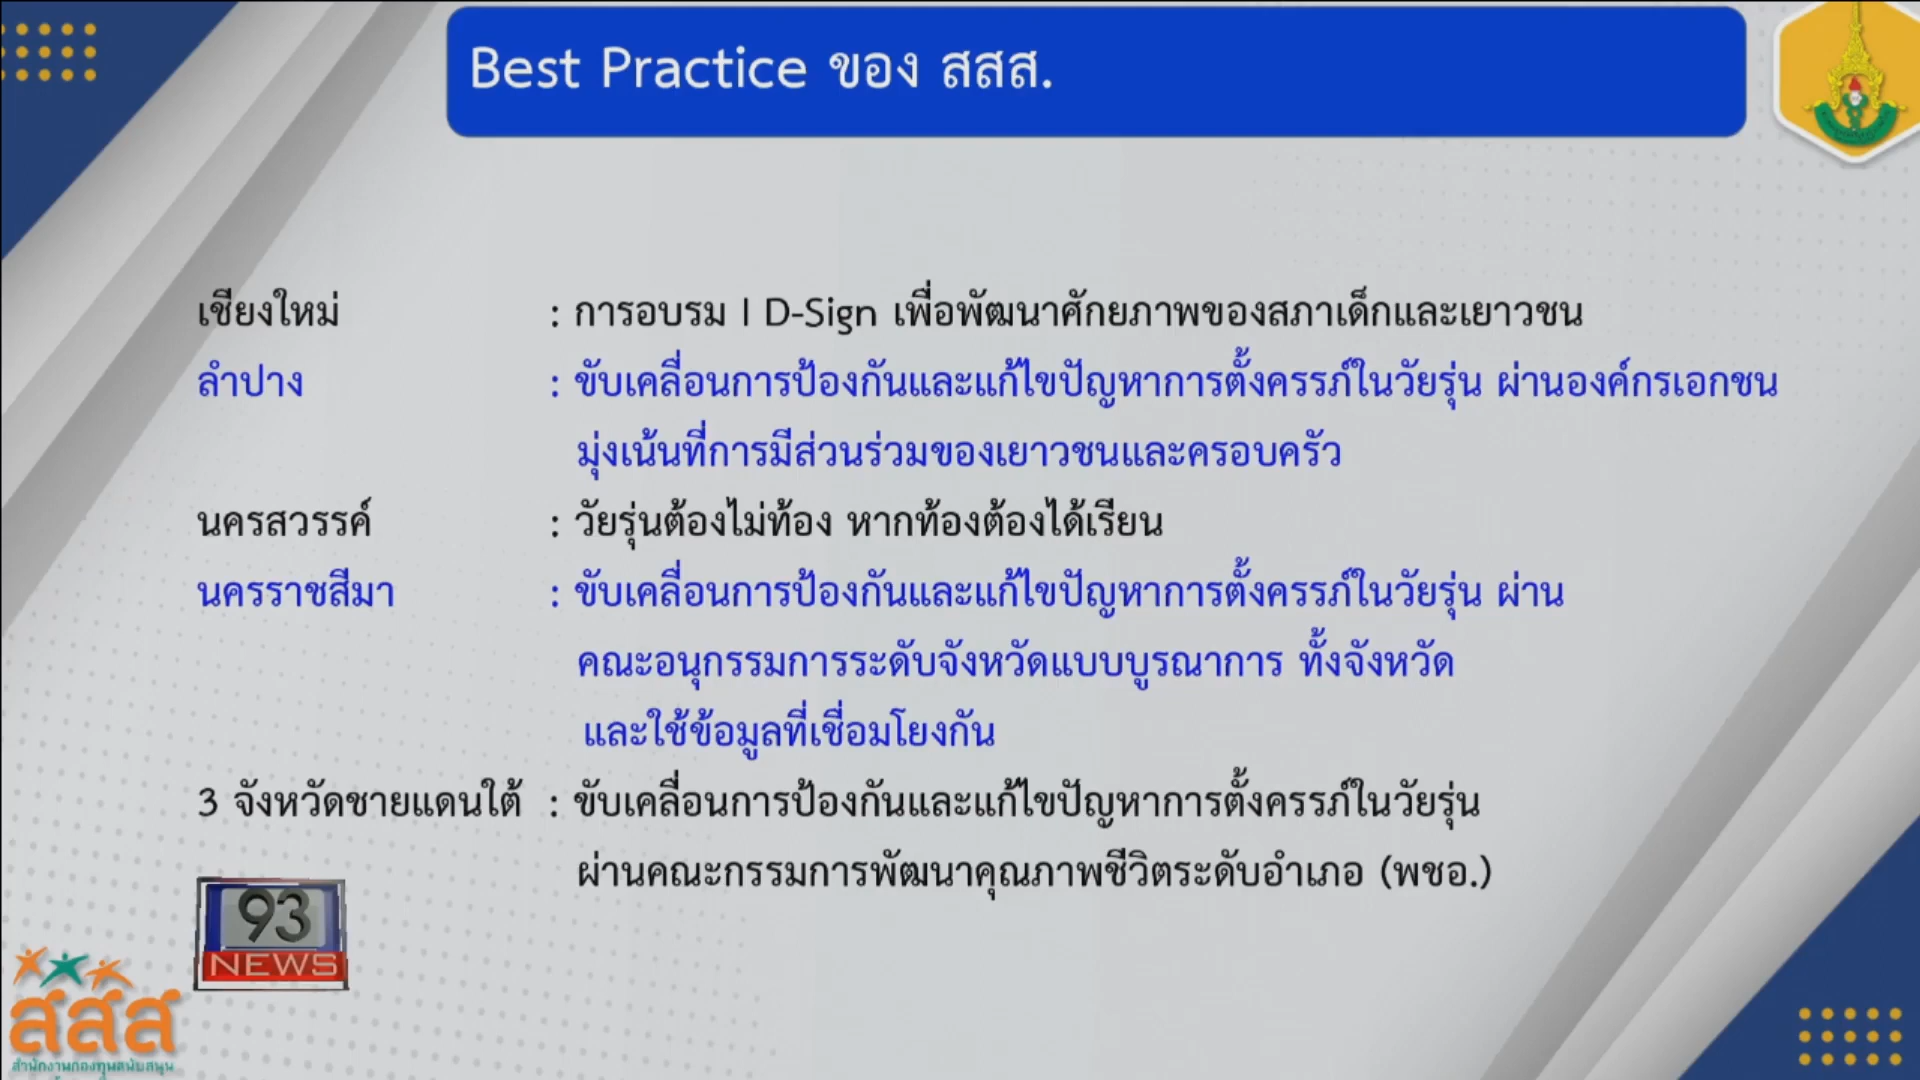 Best Practice ของ สสส.
เชียงใหม่ : การอบรม I D-Sign เพื่อพัฒนาศักยภาพของสภาเด็กและเยาวชน
ลำปาง : ขับเคลื่อนการป้องกันและแก้ไขปัญหาการตั้งครรภ์ในวัยรุ่น ผ่านองค์กรเอกชน
มุ่งเน้นที่การมีส่วนร่วมของเยาวชนและครอบครัว
นครสวรรค์ : วัยรุ่นต้องไม่ท้อง หากท้องต้องได้เรียน
นครราชสีมา : ขับเคลื่อนการป้องกันและแก้ไขปัญหาการตั้งครรภ์ในวัยรุ่น ผ่าน
คณะอนุกรรมการระดับจังหวัดแบบบูรณาการ ทั้งจังหวัด
และใช้ข้อมูลที่เชื่อมโยงกัน
3 จังหวัดชายแดนใต้ : ขับเคลื่อนการป้องกันและแก้ไขปัญหาการตั้งครรภ์ในวัยรุ่น
ผ่านคณะกรรมการพัฒนาคุณภาพชีวิตระดับอำเภอ (พชอ.)
93
NEWS
สสส
สำนักงานกองทุนสนับสนุน